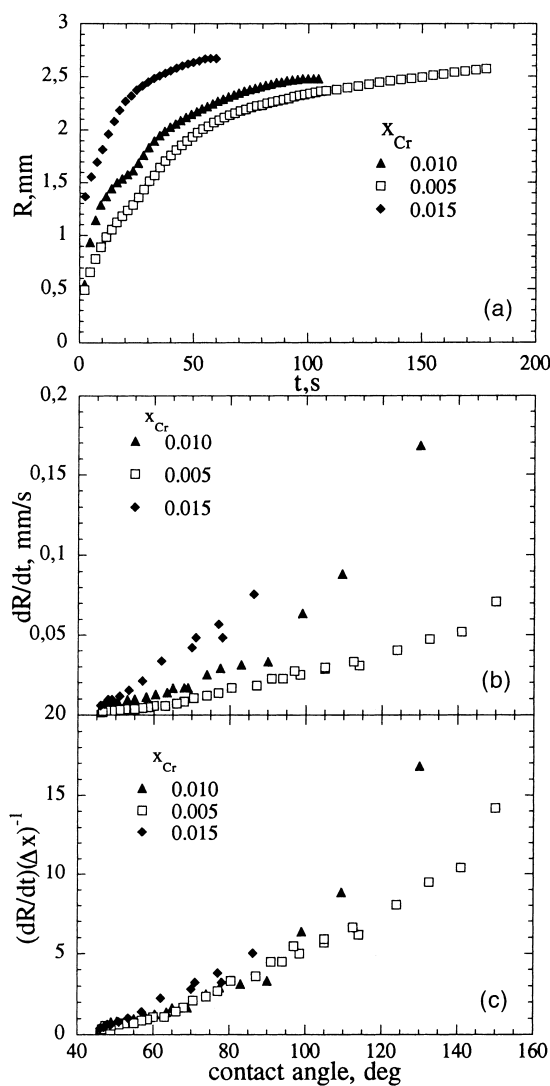 3
2,5
2
1,5
1
0,5
0
R,mm
x_Cr
0.010
0.005
0.015
(a)
0 50 100 150 200
t,s
0,2
0,15
0,1
0,05
20
dR/dt, mm/s
x_Cr
0.010
0.005
0.015
(b)
15
10
5
0
(dR/dt)(Δx)^-1
x_Cr
0.010
0.005
0.015
(c)
40 60 80 100 120 140 160
contact angle, deg